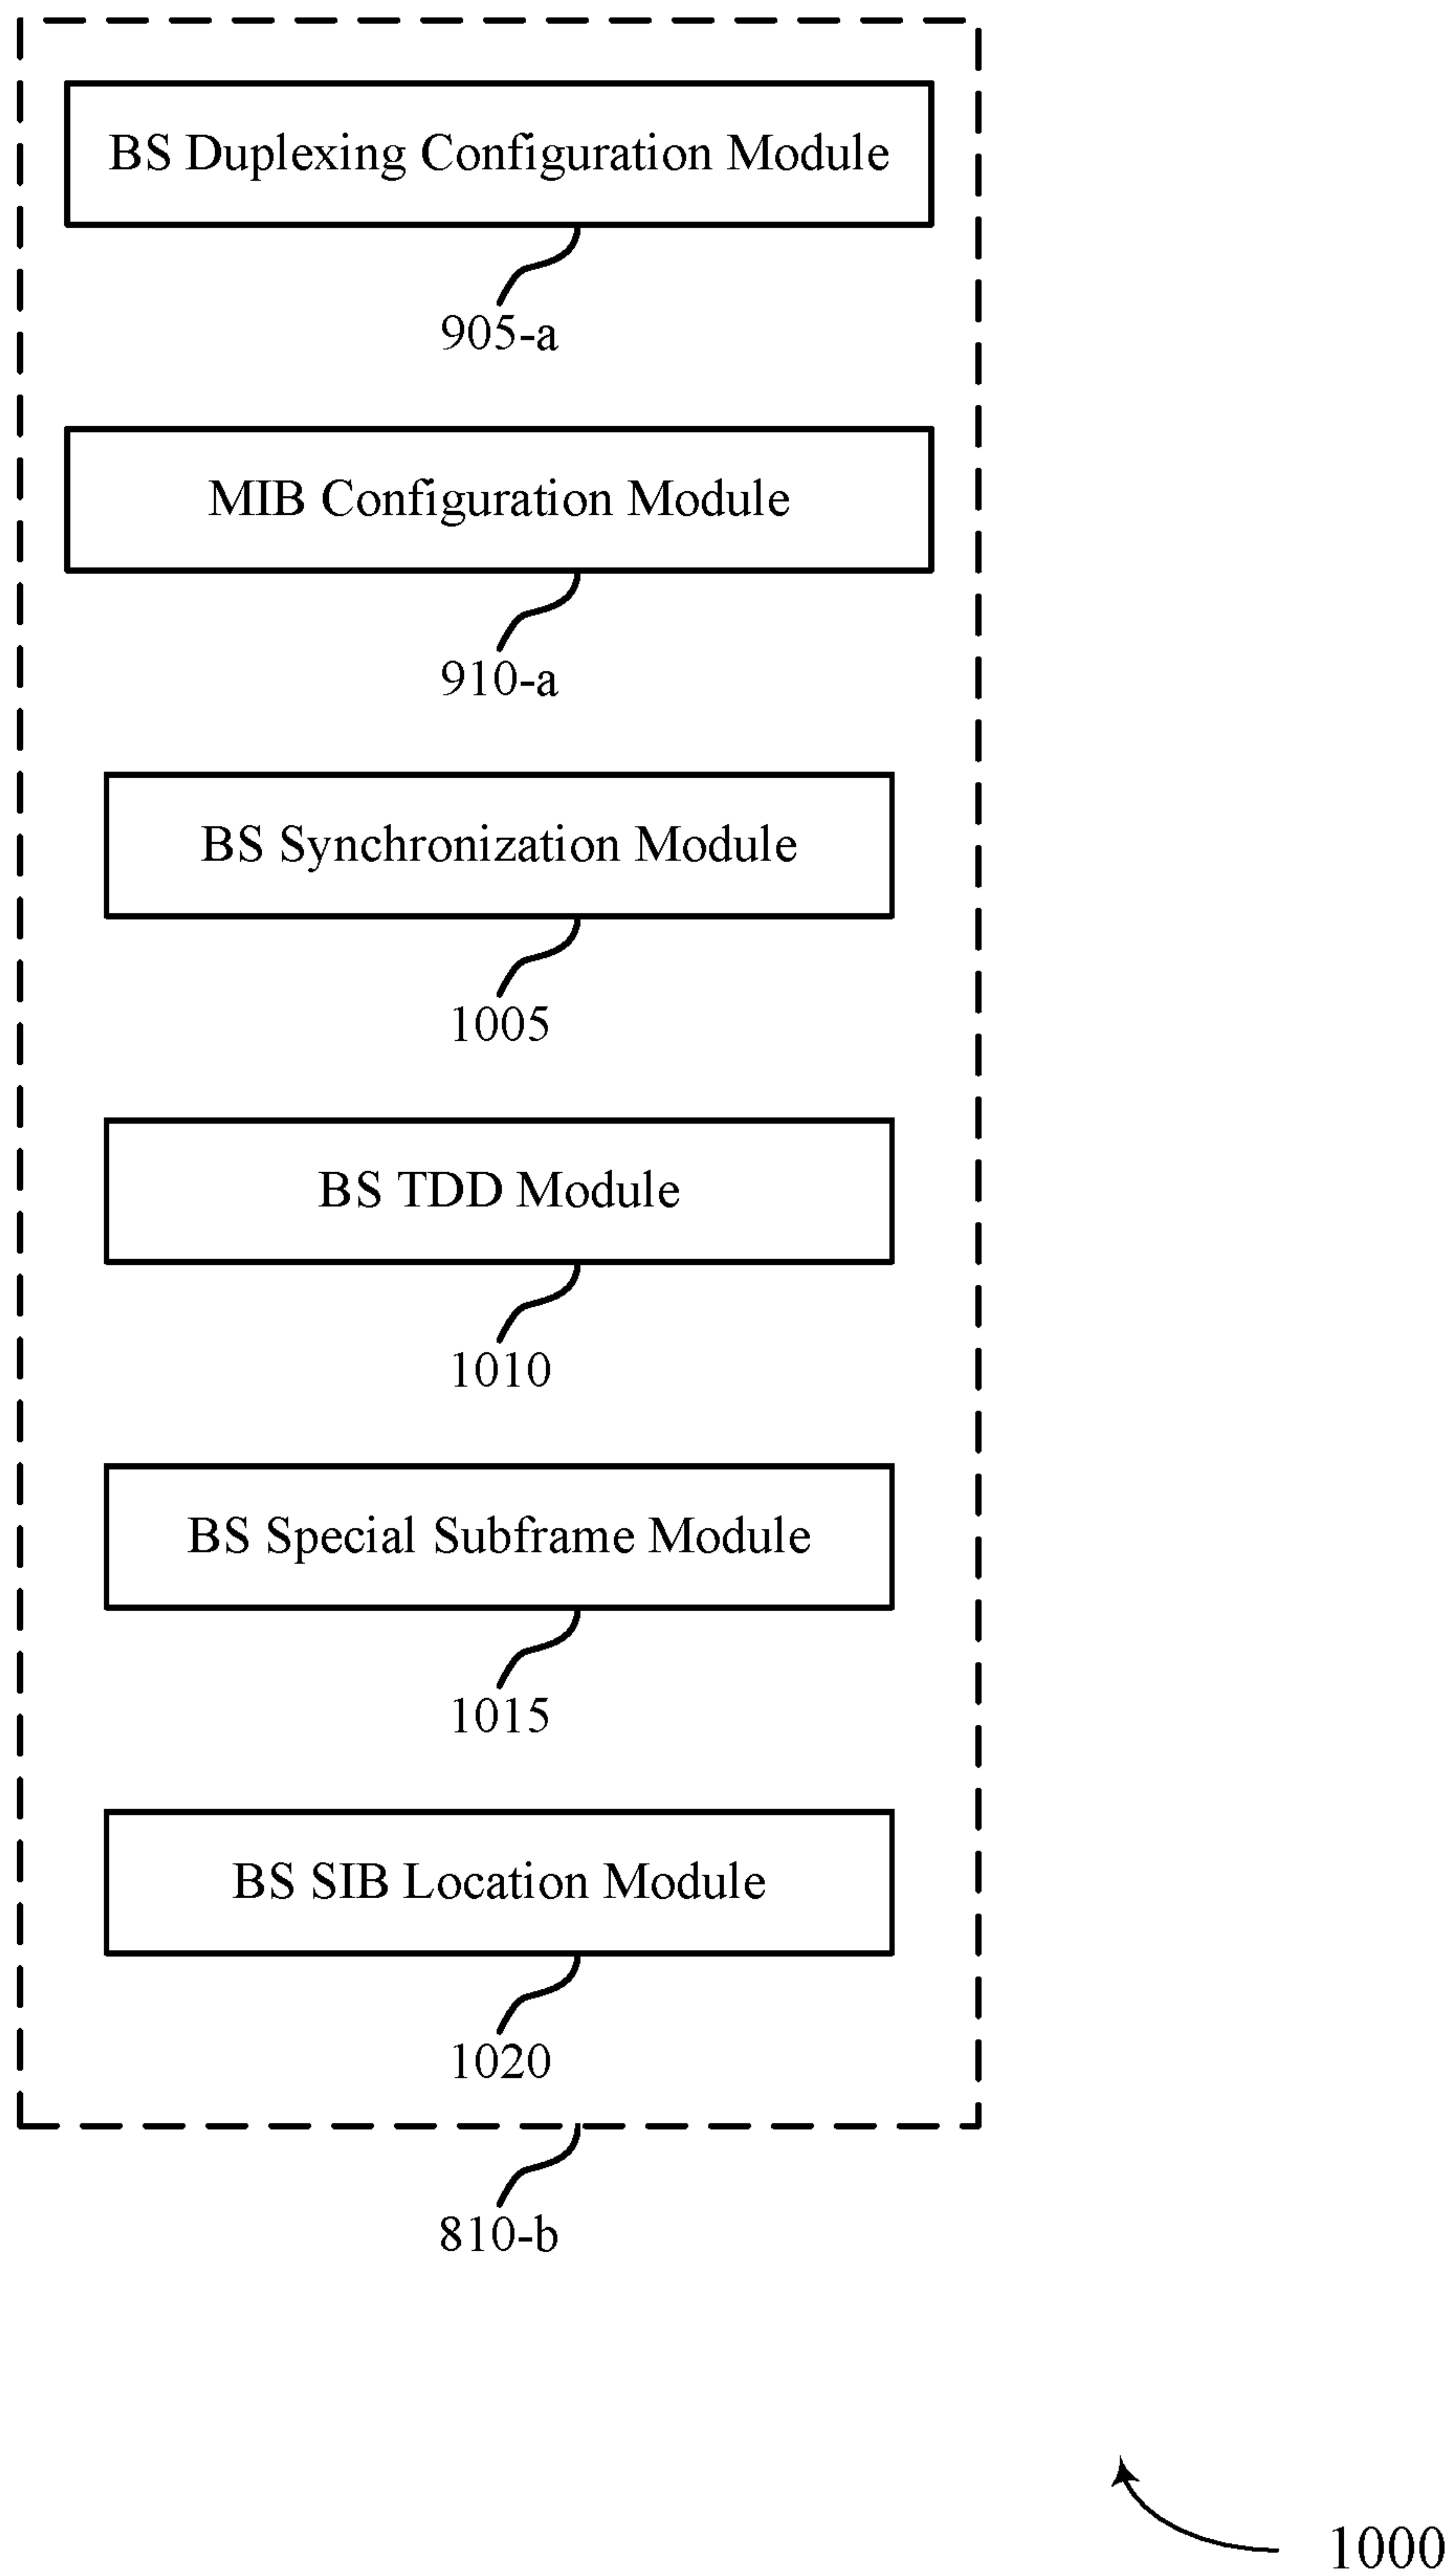 BS Duplexing Configuration Module
905-a
MIB Configuration Module
910-a
BS Synchronization Module
1005
BS TDD Module
1010
BS Special Subframe Module
1015
BS SIB Location Module
1020
810-b
1000